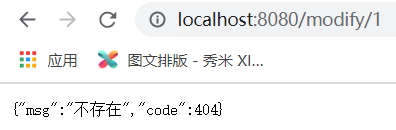 localhost:8080/modify/1
应用 图文排版 - 秀米 XI...
{"msg":"不存在","code":404}